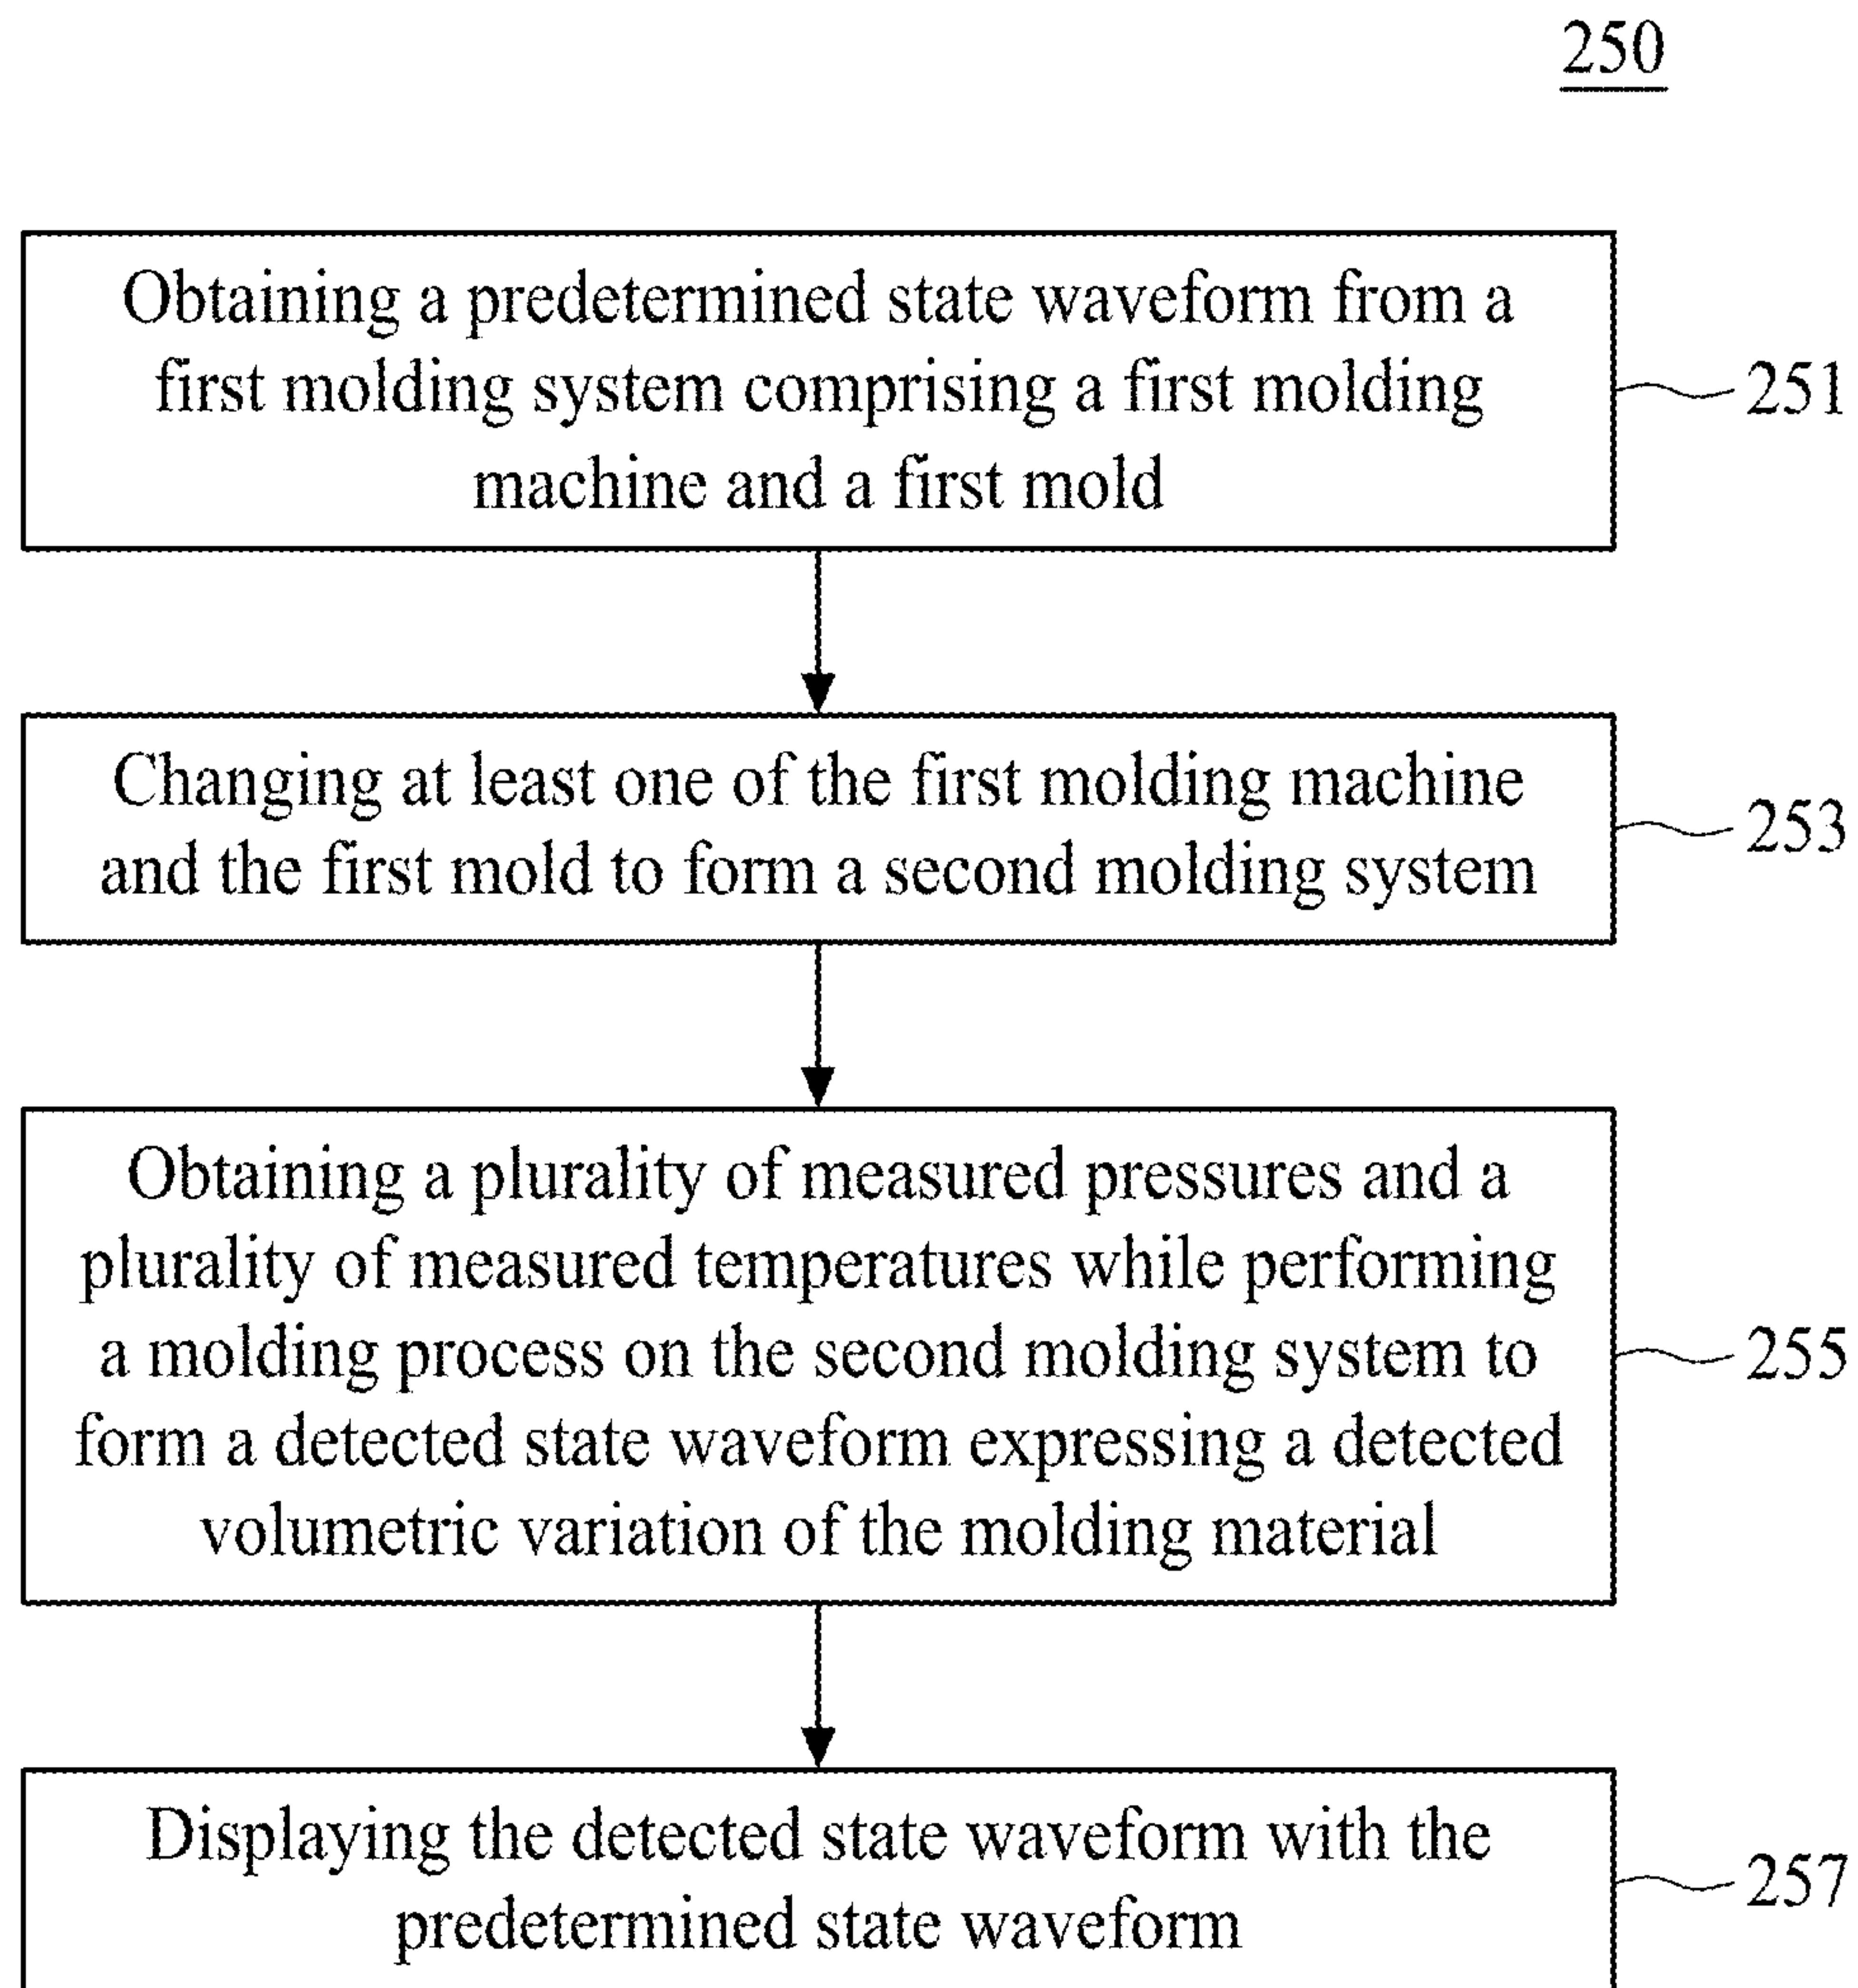 250
Obtaining a predetermined state waveform from a
first molding system comprising a first molding
machine and a first mold
251
Changing at least one of the first molding machine
and the first mold to form a second molding system
253
Obtaining a plurality of measured pressures and a
plurality of measured temperatures while performing
a molding process on the second molding system to
form a detected state waveform expressing a detected
volumetric variation of the molding material
255
Displaying the detected state waveform with the
predetermined state waveform
257